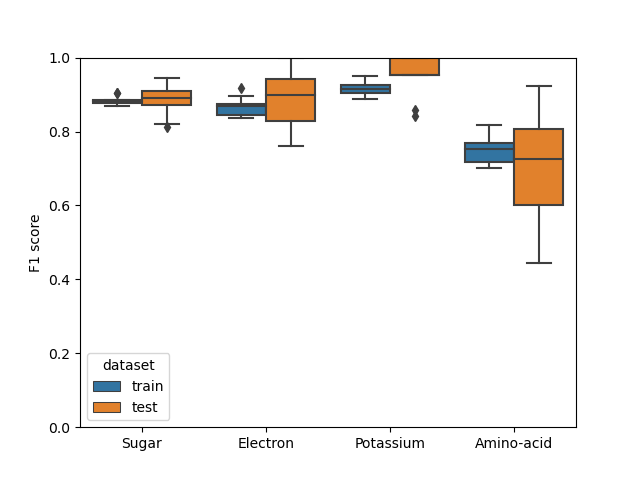 1.0
0.8
0.6
0.4
0.2
0.0
F1 score
dataset
train
test
Sugar
Electron
Potassium
Amino-acid